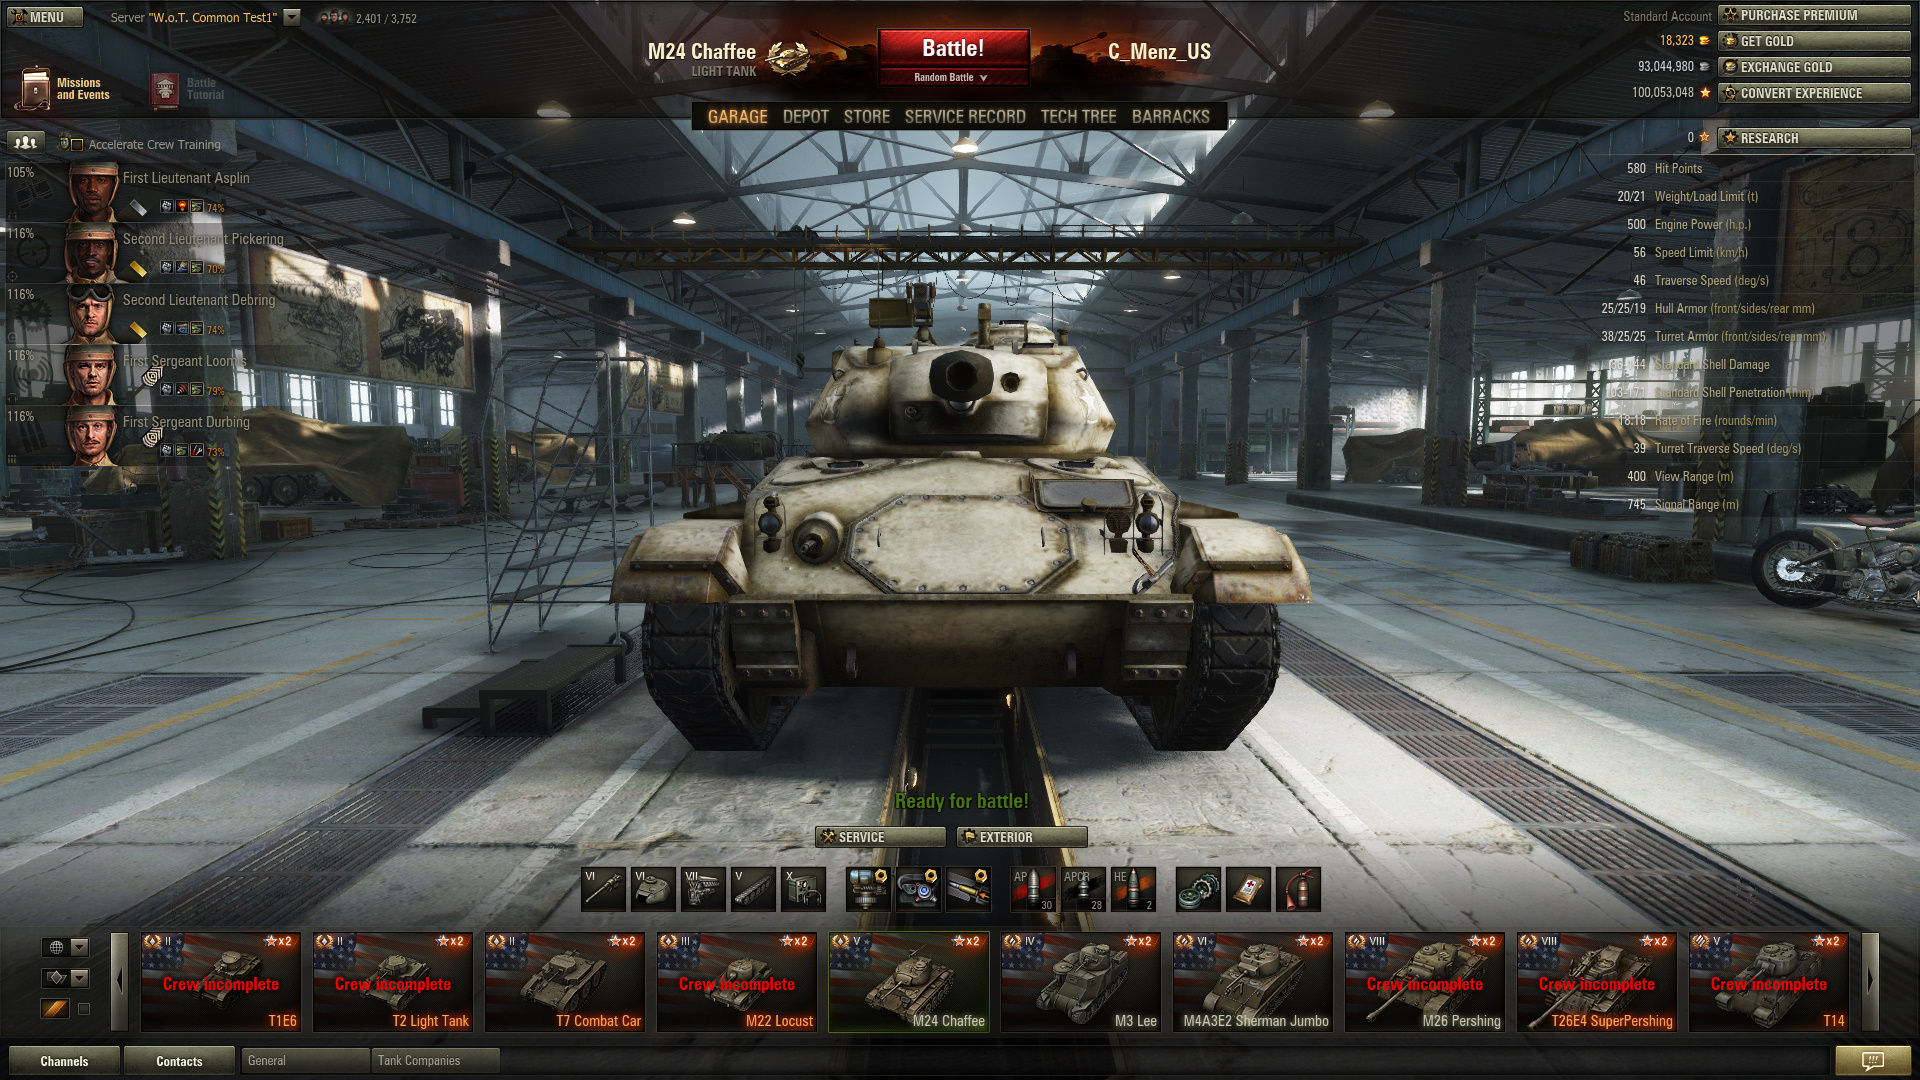 MENU
Server "W.o.T. Common Test1"
2,401 / 3,752
M24 Chaffee
LIGHT TANK
Battle!
Random Battle
C_Menz_US
Standard Account
PURCHASE PREMIUM
18,323
GET GOLD
93,044,980
EXCHANGE GOLD
100,053,048
CONVERT EXPERIENCE
Missions
and Events
Battle
Tutorial
GARAGE
DEPOT
STORE
SERVICE RECORD
TECH TREE
BARRACKS
0
RESEARCH
Accelerate Crew Training
105%
First Lieutenant Asplin
74%
116%
Second Lieutenant Pickering
70%
116%
Second Lieutenant Debring
74%
116%
First Sergeant Loomis
79%
116%
First Sergeant Durbing
73%
580 Hit Points
20/21 Weight/Load Limit (t)
500 Engine Power (h.p.)
56 Speed Limit (km/h)
46 Traverse Speed (deg/s)
25/25/19 Hull Armor (front/sides/rear mm)
38/25/25 Turret Armor (front/sides/rear mm)
Standard Shell Damage
Standard Shell Penetration (mm)
18.18 Rate of Fire (rounds/min)
39 Turret Traverse Speed (deg/s)
400 View Range (m)
745 Signal Range (m)
Ready for battle!
SERVICE
EXTERIOR
VI
VI
VII
V
X
AP
30
APCR
28
HE
2
II
x2
Crew incomplete
T1E6
II
x2
Crew incomplete
T2 Light Tank
II
x2
T7 Combat Car
III
x2
Crew incomplete
M22 Locust
V
x2
M24 Chaffee
IV
x2
M3 Lee
VI
x2
M4A3E2 Sherman Jumbo
VIII
x2
Crew incomplete
M26 Pershing
VIII
x2
Crew incomplete
T26E4 SuperPershing
V
x2
Crew incomplete
T14
Channels
Contacts
General
Tank Companies